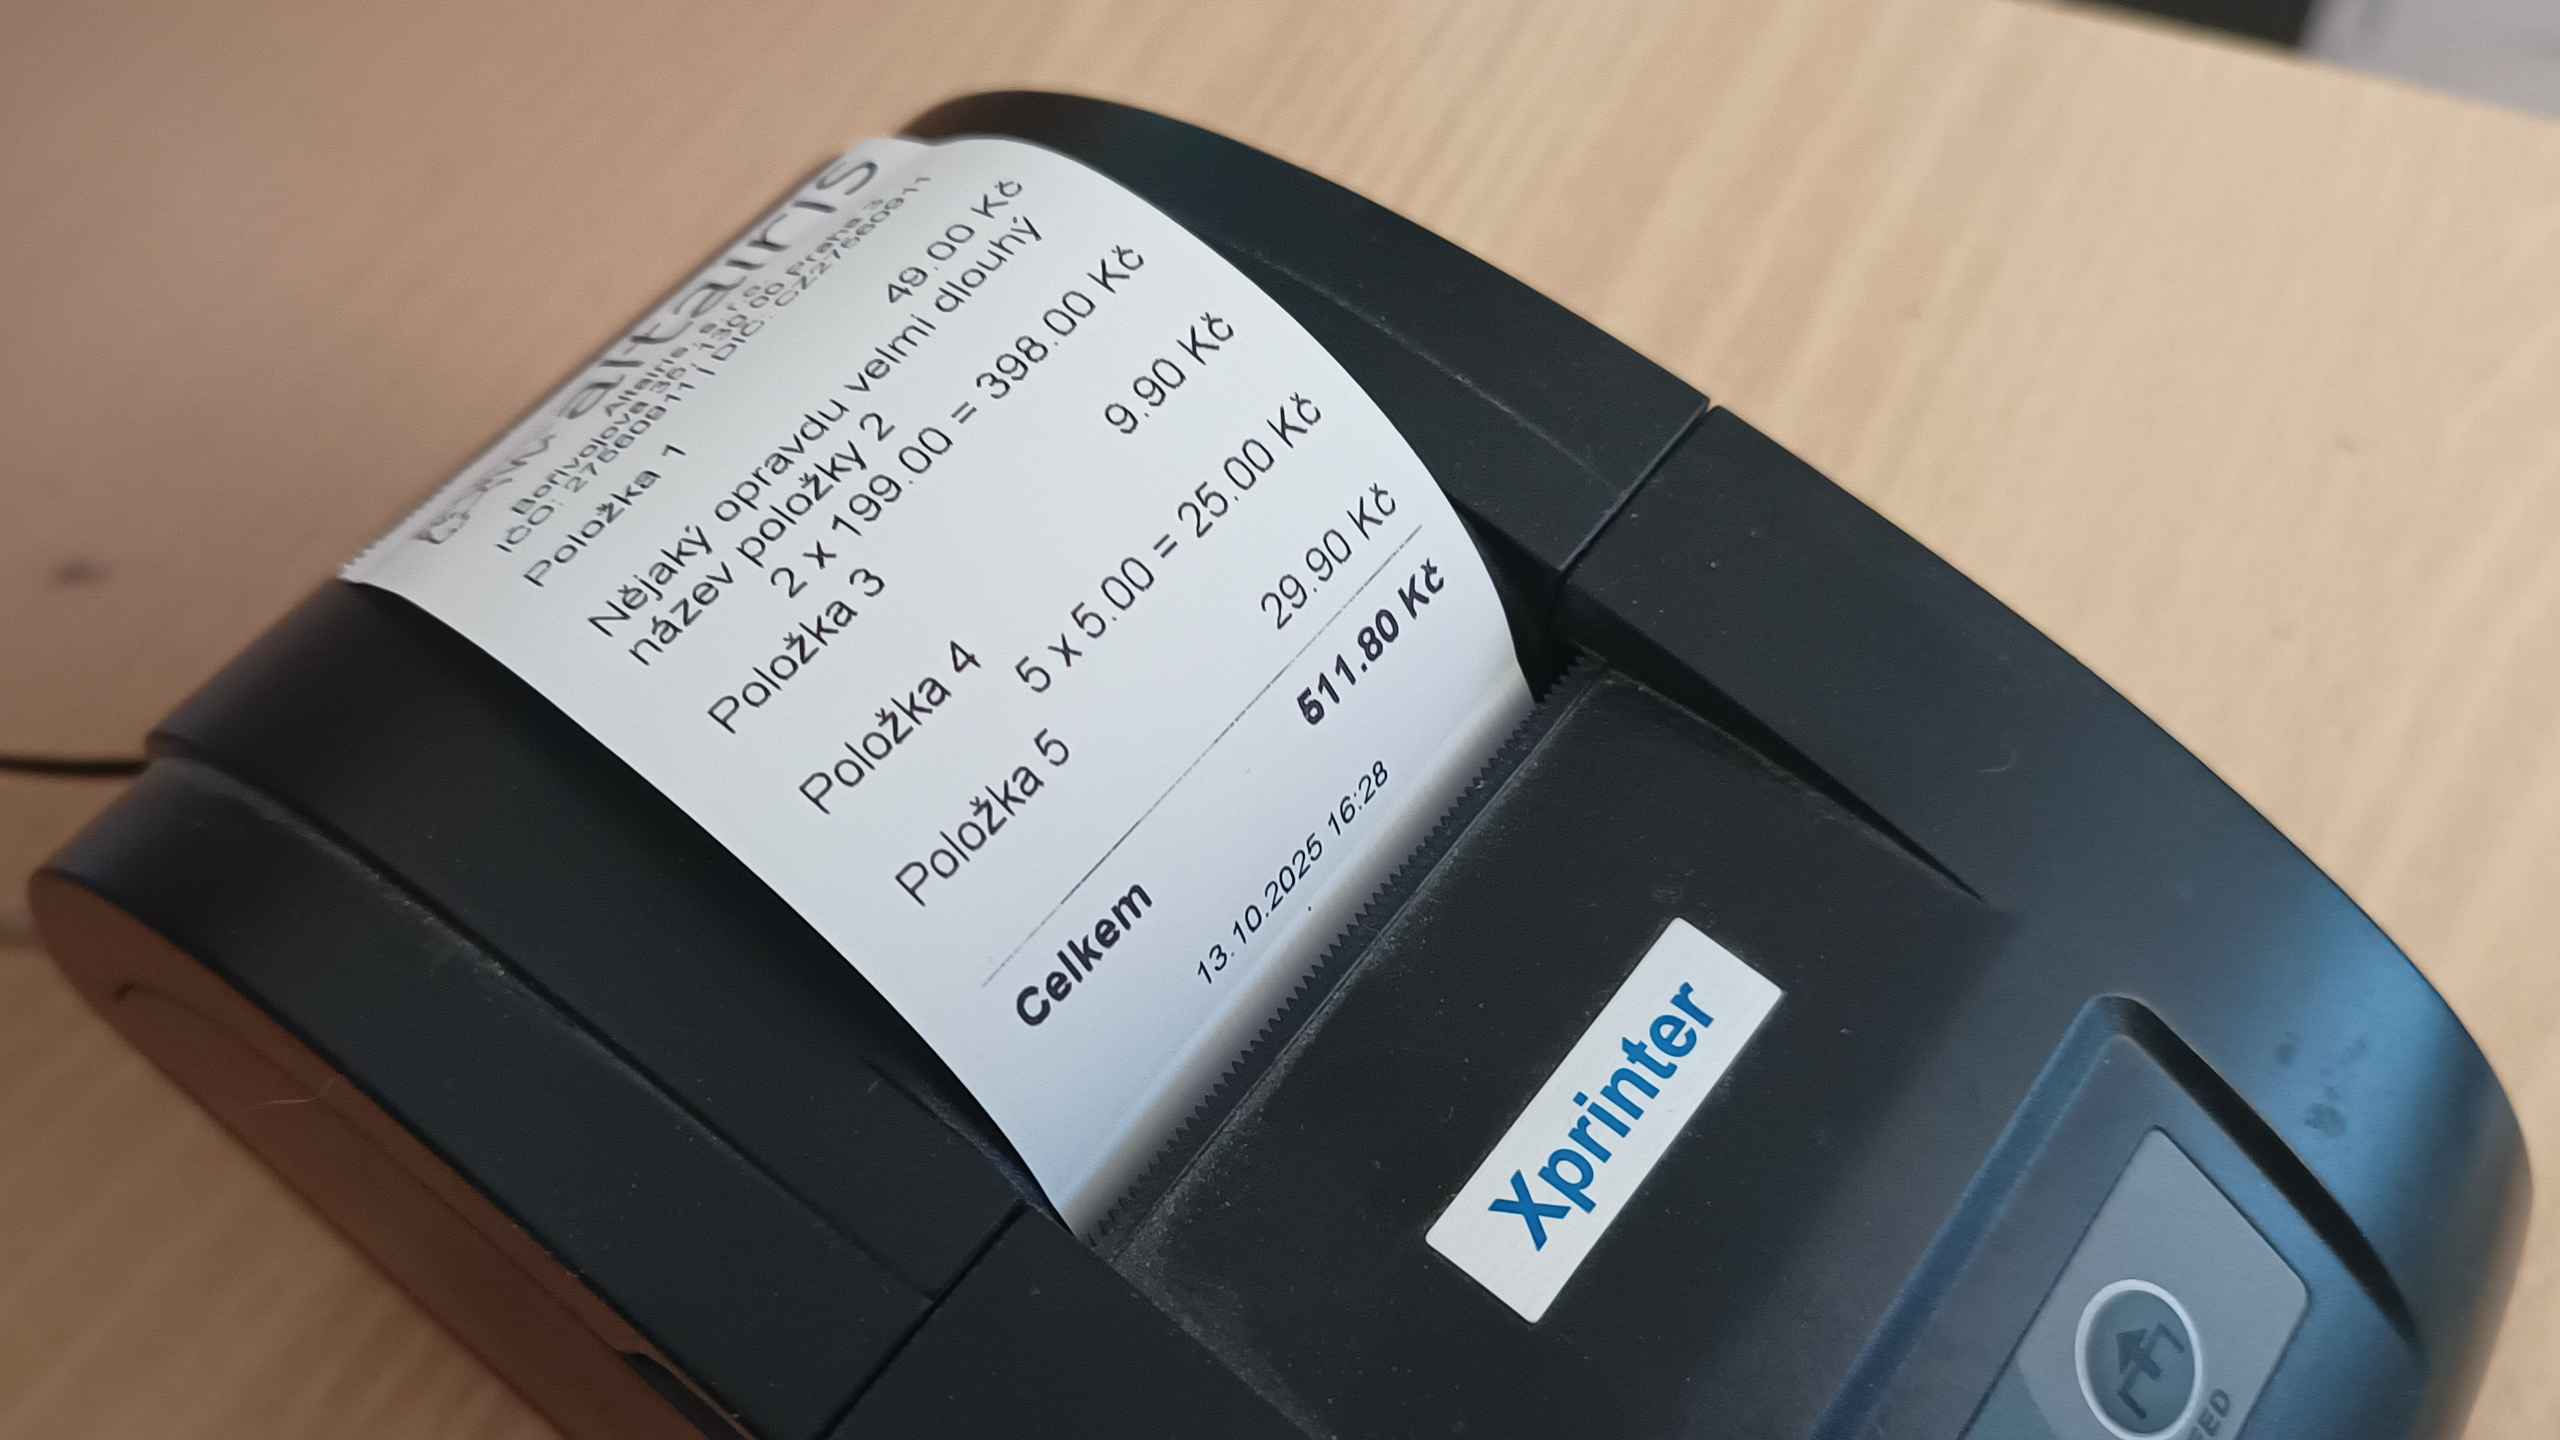 altairis
Altairis, s. r. o.
Bořivojova 35, 130 00 Praha 3
IČO: 27560911 / DIČ: CZ27560911
Položka 1 49.00 Kč
Nějaký opravdu velmi dlouhý
název položky 2
2 x 199.00 = 398.00 Kč
Položka 3 9.90 Kč
Položka 4
5 x 5.00 = 25.00 Kč
Položka 5 29.90 Kč
Celkem 511.80 Kč
13.10.2025 16:28
Xprinter